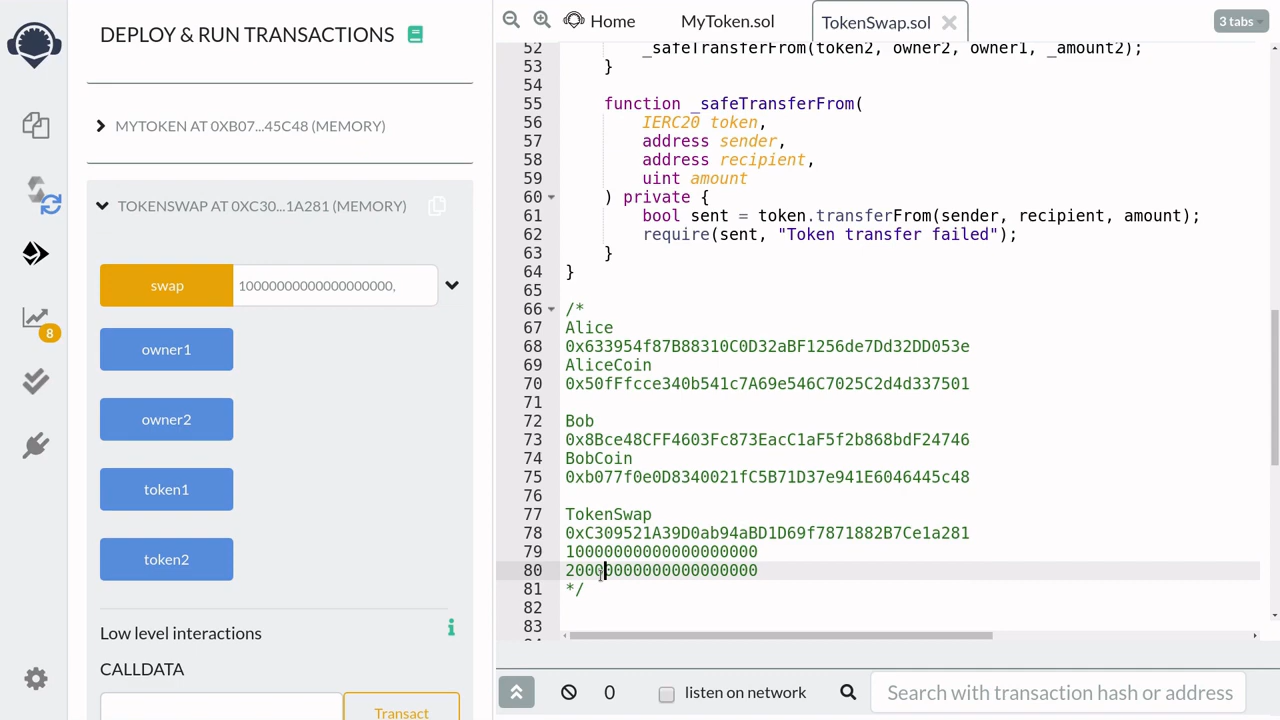 DEPLOY & RUN TRANSACTIONS
MYTOKEN AT 0XB07...45C48 (MEMORY)
TOKENSWAP AT 0XC30...1A281 (MEMORY)
swap
10000000000000000000,
owner1
owner2
token1
token2
Low level interactions
CALLDATA
Transact
8
Home
MyToken.sol
TokenSwap.sol
3 tabs
52 _safeTransferFrom(token2, owner2, owner1, _amount2);
53 }
54
55 function _safeTransferFrom(
56 IERC20 token,
57 address sender,
58 address recipient,
59 uint amount
60 ) private {
61 bool sent = token.transferFrom(sender, recipient, amount);
62 require(sent, "Token transfer failed");
63 }
64 }
65
66 /*
67 Alice
68 0x633954f87B88310C0D32aBF1256de7Dd32DD053e
69 AliceCoin
70 0x50fFfcce340b541c7A69e546C7025C2d4d337501
71
72 Bob
73 0x8Bce48CFF4603Fc873EacC1aF5f2b868bdF24746
74 BobCoin
75 0xb077f0e0D8340021fC5B71D37e941E6046445c48
76
77 TokenSwap
78 0xC309521A39D0ab94aBD1D69f7871882B7Ce1a281
79 10000000000000000000
80 20000000000000000000
81 */
82
83
0
listen on network
Search with transaction hash or address